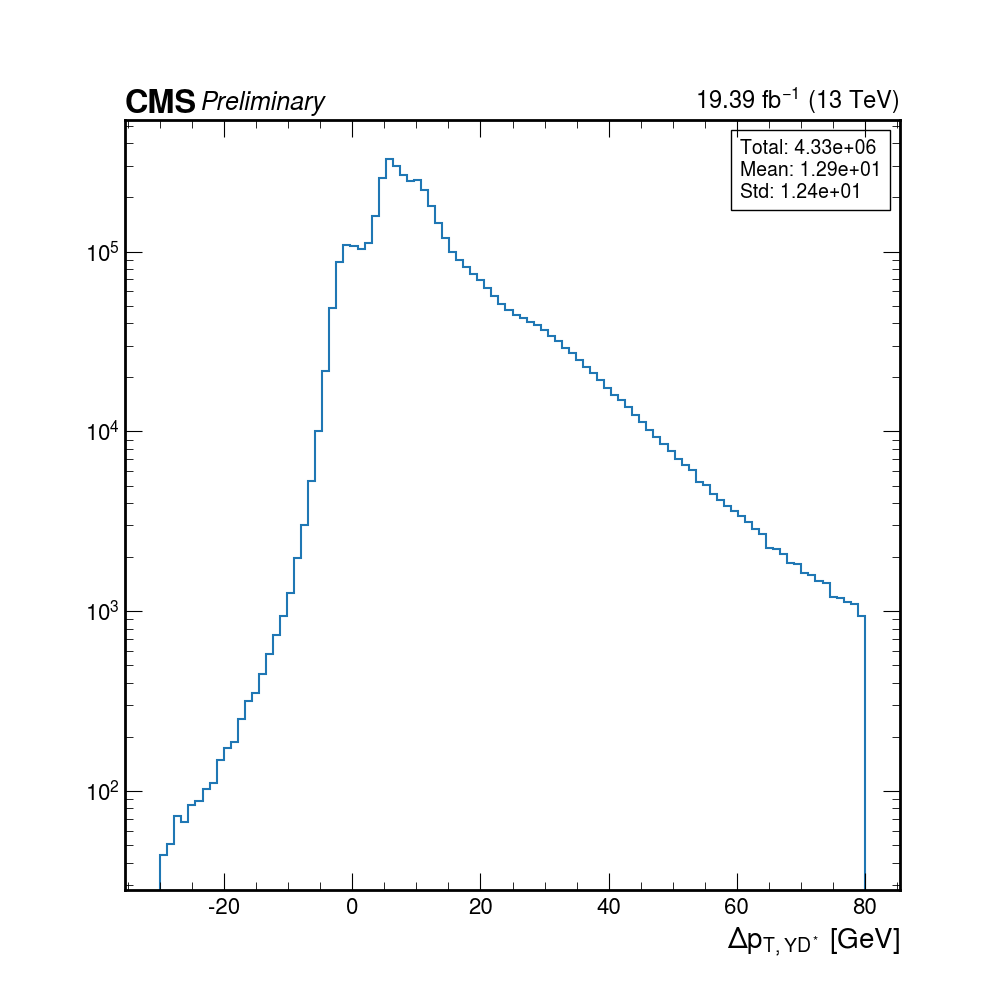 CMS Preliminary 19.39 fb⁻¹ (13 TeV)
Total: 4.33e+06
Mean: 1.29e+01
Std: 1.24e+01
10⁵
10⁴
10³
10²
-20 0 20 40 60 80
Δp_{T, YD*} [GeV]